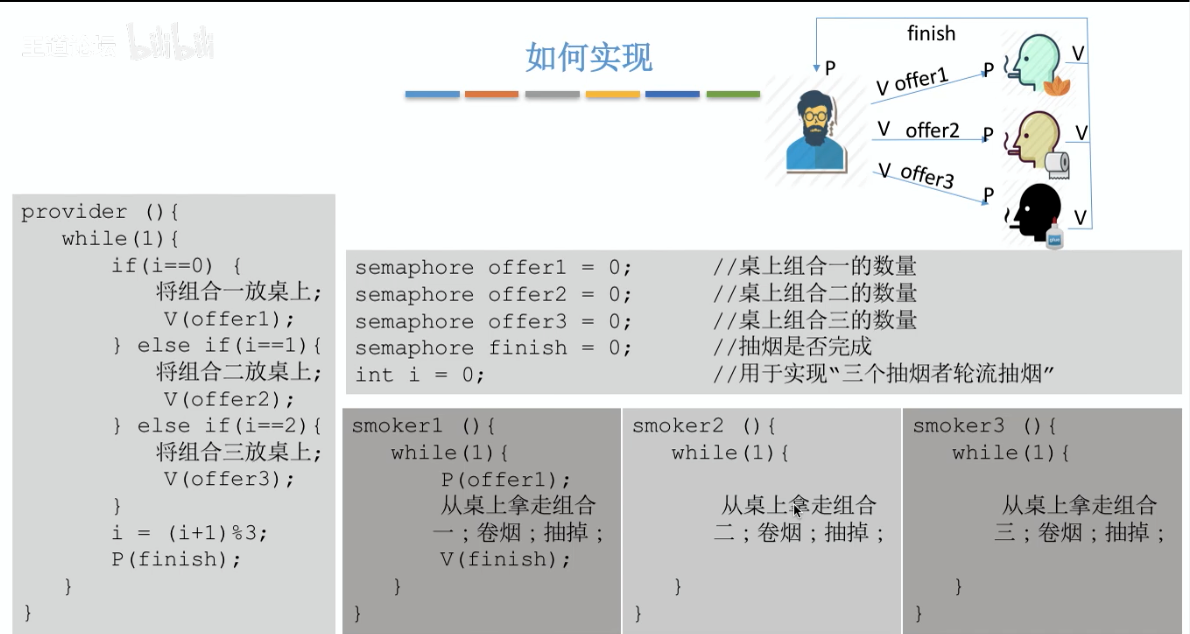 王道论坛 bilibili
如何实现
finish
P
V offer1 P V
V offer2 P V
V offer3 P V
provider (){
while(1){
if(i==0) {
将组合一放桌上;
V(offer1);
} else if(i==1){
将组合二放桌上;
V(offer2);
} else if(i==2){
将组合三放桌上;
V(offer3);
}
i = (i+1)%3;
P(finish);
}
}
semaphore offer1 = 0; //桌上组合一的数量
semaphore offer2 = 0; //桌上组合二的数量
semaphore offer3 = 0; //桌上组合三的数量
semaphore finish = 0; //抽烟是否完成
int i = 0; //用于实现“三个抽烟者轮流抽烟”
smoker1 (){
while(1){
P(offer1);
从桌上拿走组合
一；卷烟；抽掉；
V(finish);
}
}
smoker2 (){
while(1){
从桌上拿走组合
二；卷烟；抽掉；
}
}
smoker3 (){
while(1){
从桌上拿走组合
三；卷烟；抽掉；
}
}